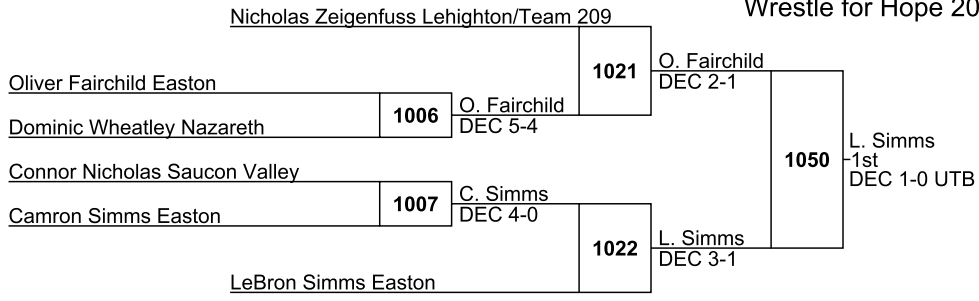 Wrestle for Hope 20
Nicholas Zeigenfuss Lehighton/Team 209
1021
O. Fairchild
DEC 2-1
Oliver Fairchild Easton
1006
O. Fairchild
DEC 5-4
Dominic Wheatley Nazareth
1050
L. Simms
1st
DEC 1-0 UTB
Connor Nicholas Saucon Valley
1007
C. Simms
DEC 4-0
Camron Simms Easton
1022
L. Simms
DEC 3-1
LeBron Simms Easton